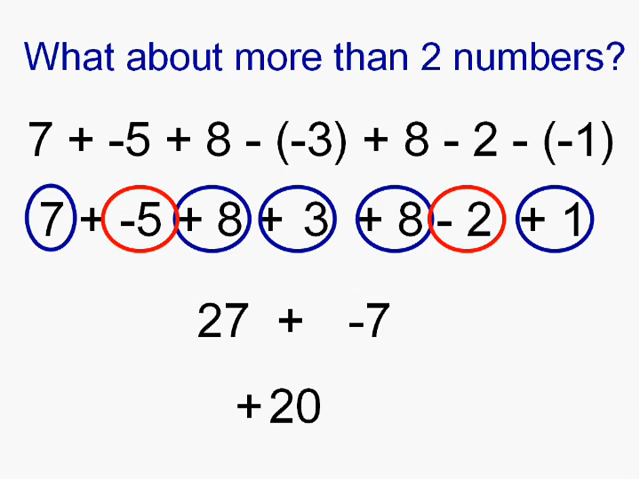 What about more than 2 numbers?
7 + -5 + 8 - (-3) + 8 - 2 - (-1)
7 + -5 + 8 + 3 + 8 - 2 + 1
27 + -7
+20